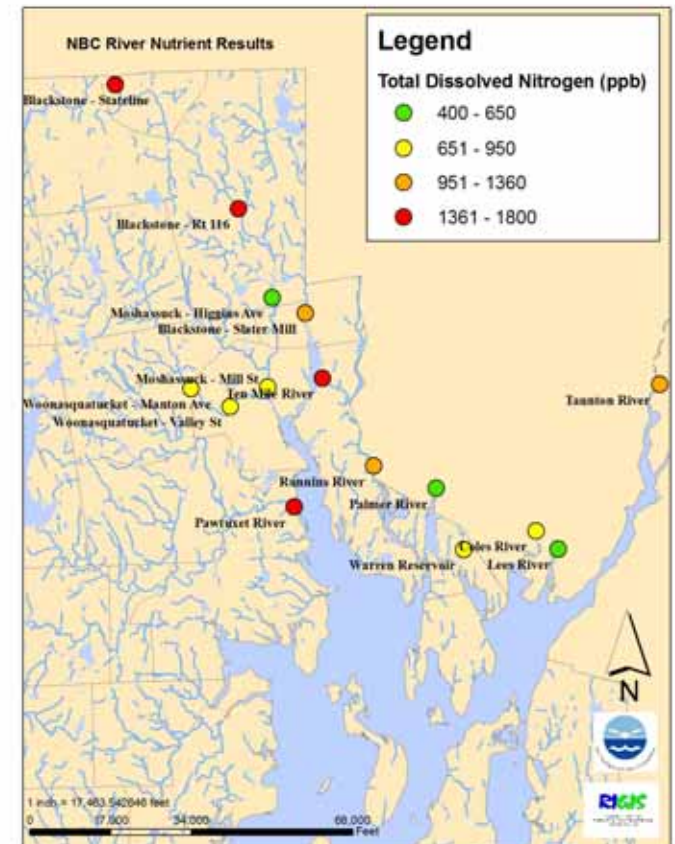 NBC River Nutrient Results
Legend
Total Dissolved Nitrogen (ppb)
400 - 650
651 - 950
951 - 1360
1361 - 1800
Blackstone - Stateline
Blackstone - Rt 116
Moshassuck - Higgins Ave
Blackstone - Slater Mill
Moshassuck - Mill St
Ten Mile River
Woonasquatucket - Manton Ave
Woonasquatucket - Valley St
Taunton River
Runnins River
Palmer River
Pawtuxet River
Coles River
Warren Reservoir
Lees River
N
1 inch = 17,463.542646 feet
0 17,000 34,000 68,000
Feet
RIGIS